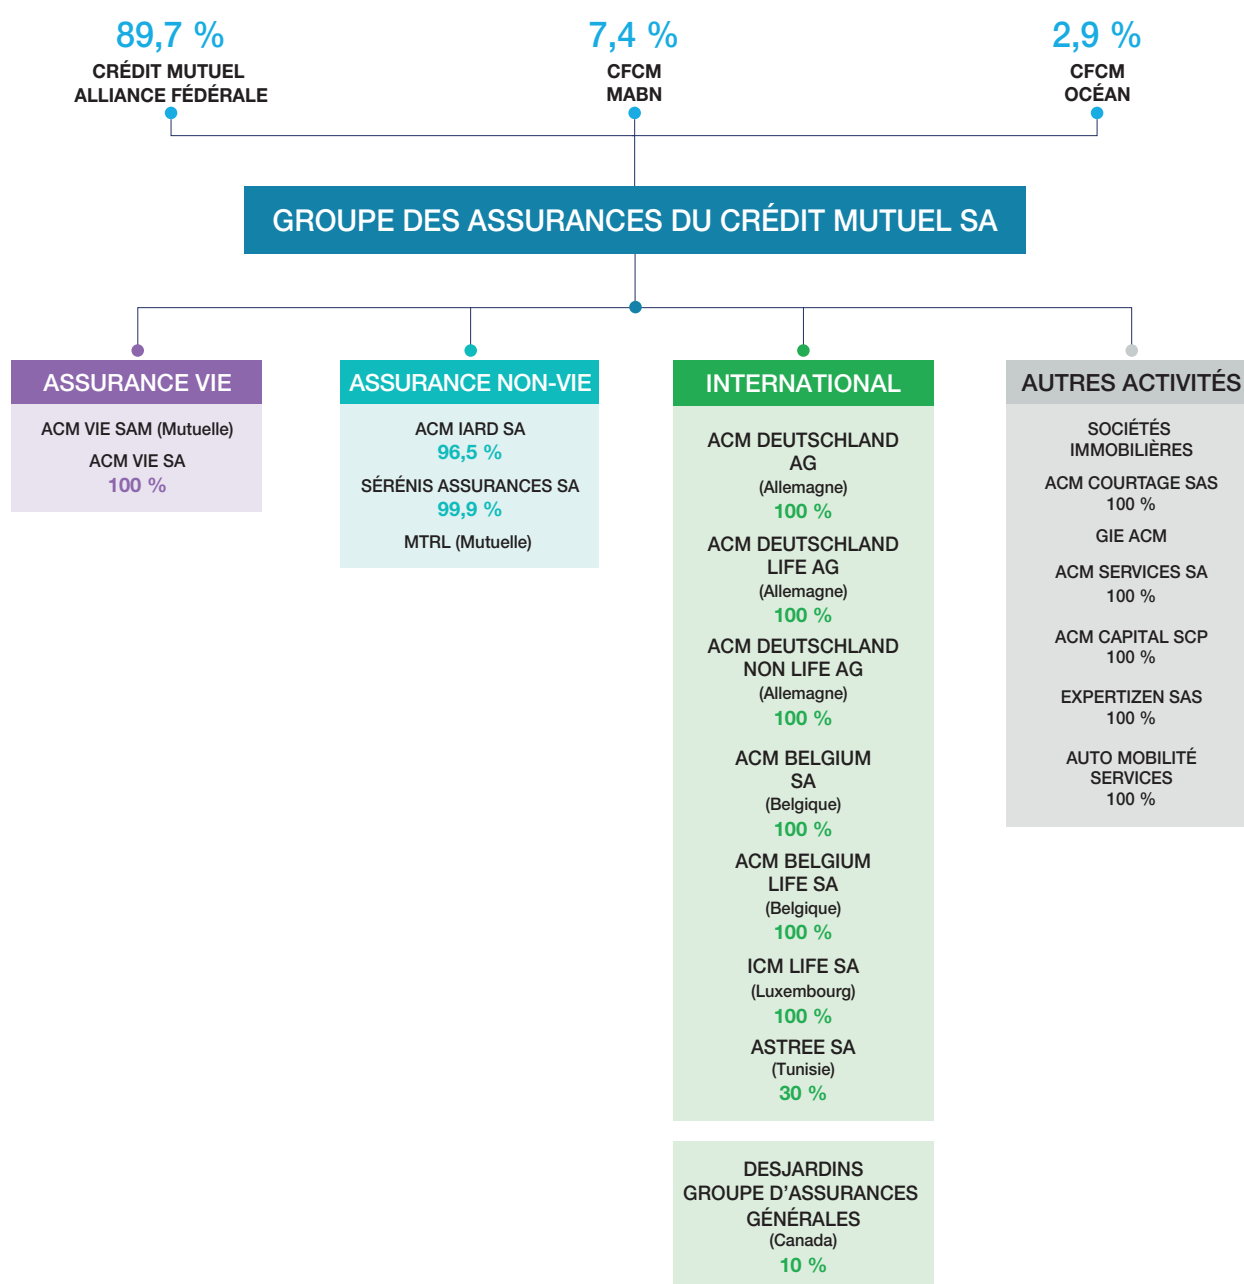 89,7 %
CRÉDIT MUTUEL
ALLIANCE FÉDÉRALE
7,4 %
CFCM
MABN
2,9 %
CFCM
OCÉAN
GROUPE DES ASSURANCES DU CRÉDIT MUTUEL SA
ASSURANCE VIE
ACM VIE SAM (Mutuelle)
ACM VIE SA
100 %
ASSURANCE NON-VIE
ACM IARD SA
96,5 %
SÉRÉNIS ASSURANCES SA
99,9 %
MTRL (Mutuelle)
INTERNATIONAL
ACM DEUTSCHLAND
AG
(Allemagne)
100 %
ACM DEUTSCHLAND
LIFE AG
(Allemagne)
100 %
ACM DEUTSCHLAND
NON LIFE AG
(Allemagne)
100 %
ACM BELGIUM
SA
(Belgique)
100 %
ACM BELGIUM
LIFE SA
(Belgique)
100 %
ICM LIFE SA
(Luxembourg)
100 %
ASTREE SA
(Tunisie)
30 %
DESJARDINS
GROUPE D’ASSURANCES
GÉNÉRALES
(Canada)
10 %
AUTRES ACTIVITÉS
SOCIÉTÉS
IMMOBILIÈRES
ACM COURTAGE SAS
100 %
GIE ACM
ACM SERVICES SA
100 %
ACM CAPITAL SCP
100 %
EXPERTIZEN SAS
100 %
AUTO MOBILITÉ
SERVICES
100 %